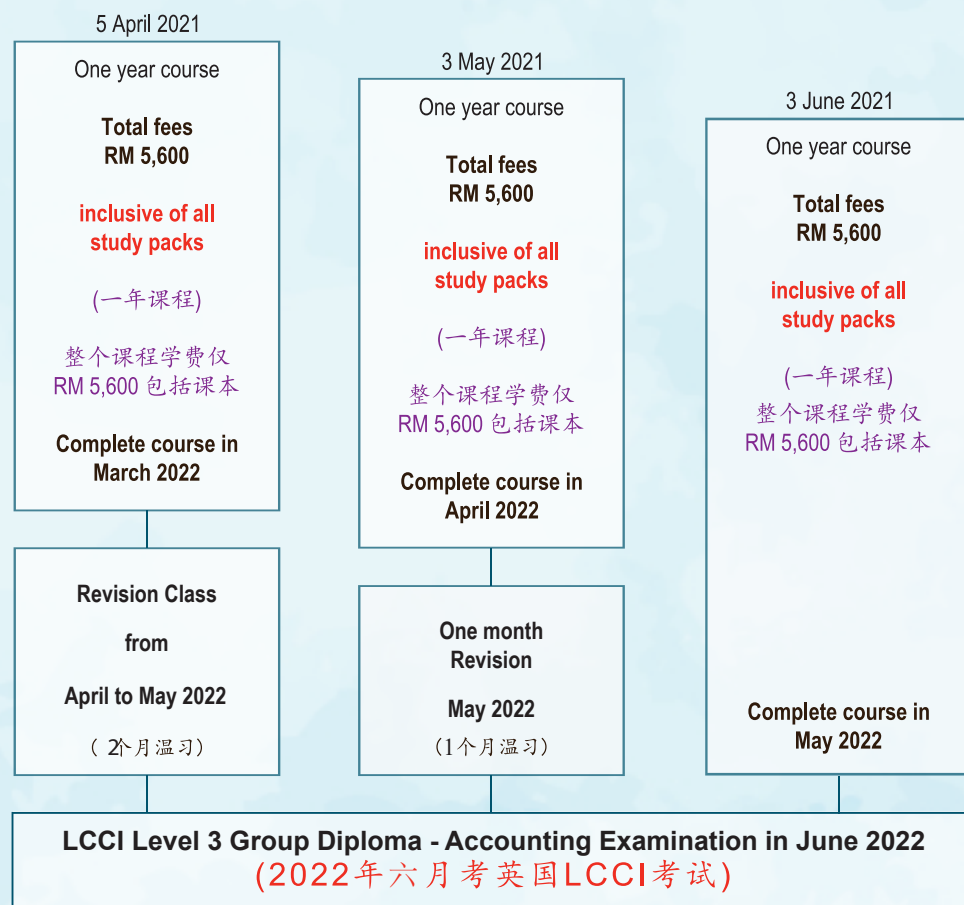 5 April 2021
One year course
Total fees
RM 5,600
inclusive of all
study packs
(一年课程)
整个课程学费仅
RM 5,600 包括课本
Complete course in
March 2022
Revision Class
from
April to May 2022
( 2个月温习)
3 May 2021
One year course
Total fees
RM 5,600
inclusive of all
study packs
(一年课程)
整个课程学费仅
RM 5,600 包括课本
Complete course in
April 2022
One month
Revision
May 2022
(1个月温习)
3 June 2021
One year course
Total fees
RM 5,600
inclusive of all
study packs
(一年课程)
整个课程学费仅
RM 5,600 包括课本
Complete course in
May 2022
LCCI Level 3 Group Diploma - Accounting Examination in June 2022
(2022年六月考英国LCCI考试)